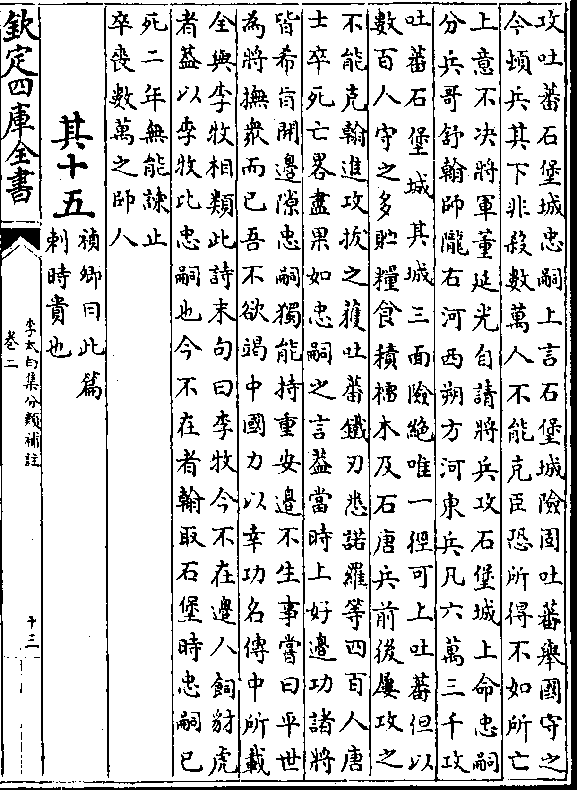 攻吐蕃石堡城忠嗣上言石堡城險固吐蕃舉國守之
今頓兵其下非殺數萬人不能克臣恐所得不如所亡
上意不决將軍董延光自請將兵攻石堡城上命忠嗣
分兵哥舒翰師隴右河西朔方河東兵凡六萬三千攻
吐蕃石堡城其城三面險絶唯一徑可上吐蕃但以
數百人守之多貯糧食積檑木及石唐兵前後屢攻之
不能克翰進攻拔之獲吐蕃鐵刃悉諾羅等四百人唐
士卒死亡畧盡果如忠嗣之言葢當時上好邊功諸將
皆希㫖開邊隙忠嗣獨能持重安邊不生事嘗曰平世
為將撫衆而已吾不欲竭中國力以幸功名傳中所載
全與李牧相類此詩末句曰李牧今不在邊人飼豺虎
者葢以李牧比忠嗣也今不在者翰取石堡時忠嗣已
死二年無能諫止
卒喪數萬之師人
其十五
禎卿曰此篇
刺時貴也
欽定四庫全書
李太白集分類補註
卷二
十三